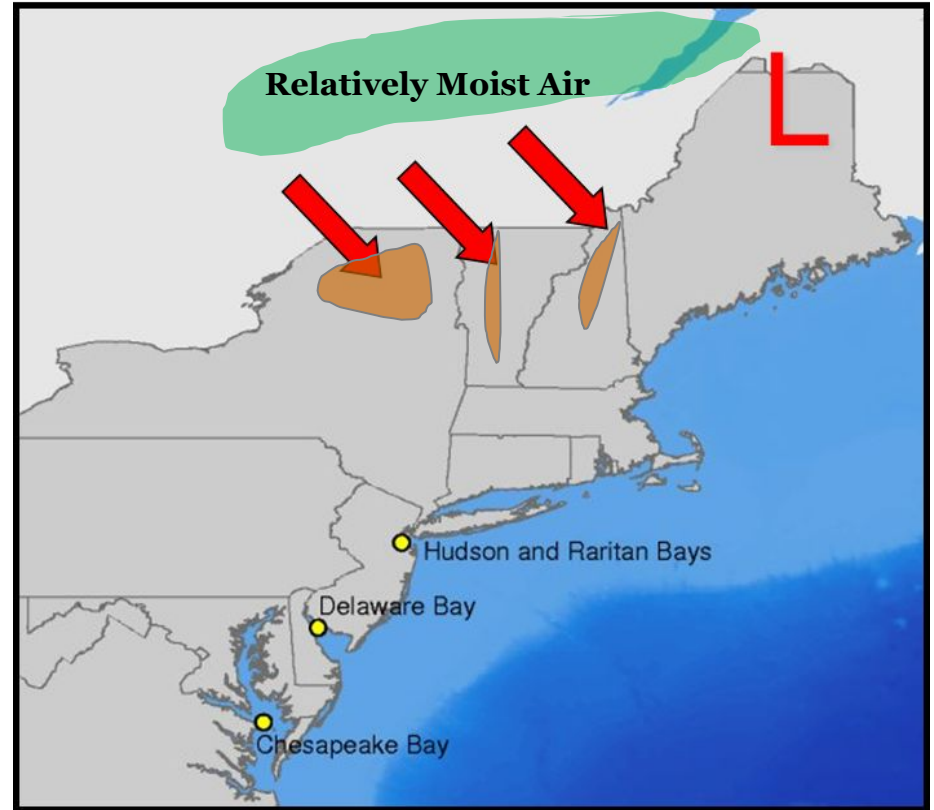 Relatively Moist Air
L
Hudson and Raritan Bays
Delaware Bay
Chesapeake Bay